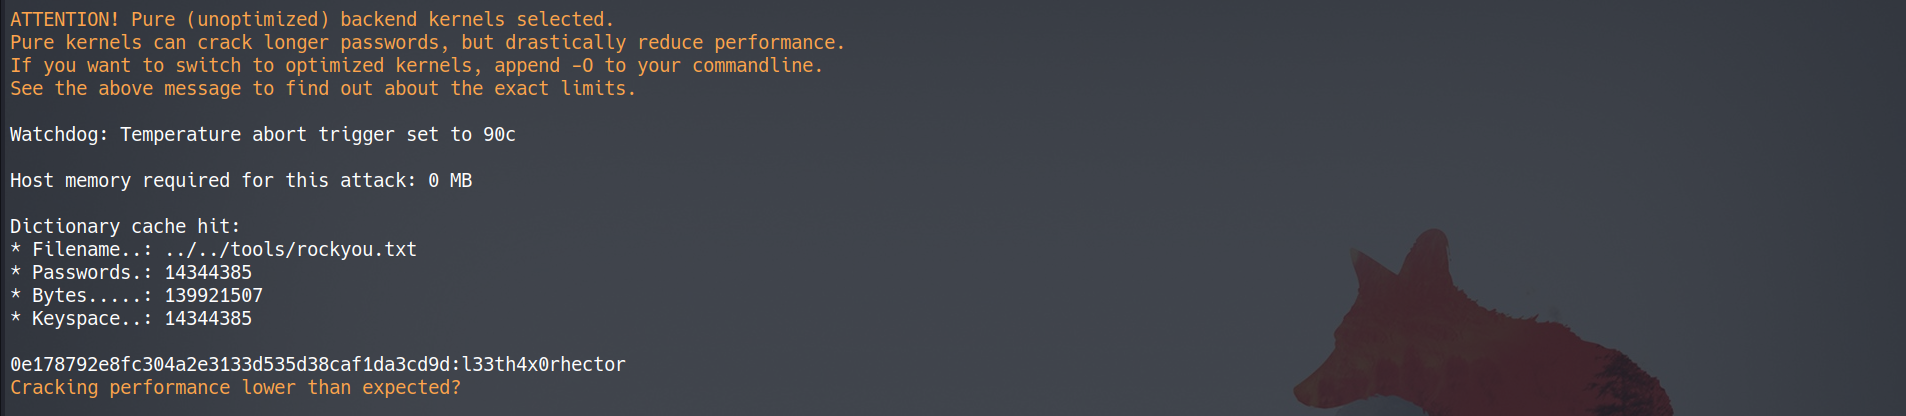 ATTENTION! Pure (unoptimized) backend kernels selected.
Pure kernels can crack longer passwords, but drastically reduce performance.
If you want to switch to optimized kernels, append -O to your commandline.
See the above message to find out about the exact limits.
Watchdog: Temperature abort trigger set to 90c
Host memory required for this attack: 0 MB
Dictionary cache hit:
* Filename..: ../../tools/rockyou.txt
* Passwords.: 14344385
* Bytes.....: 139921507
* Keyspace..: 14344385
0e178792e8fc304a2e3133d535d38caf1da3cd9d:l33th4x0rhector
Cracking performance lower than expected?